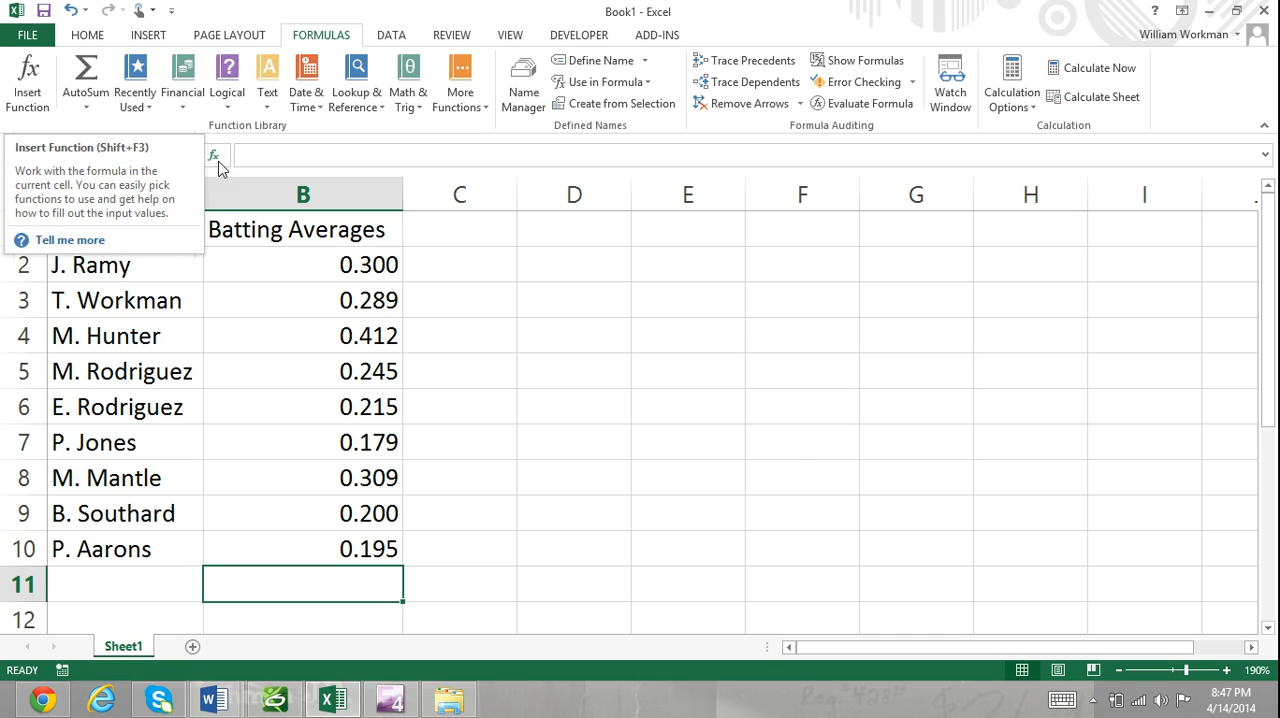 Book1 - Excel
?
FILE HOME INSERT PAGE LAYOUT FORMULAS DATA REVIEW VIEW DEVELOPER ADD-INS William Workman
fx Σ ? A θ
Insert Function
AutoSum
Recently Used
Financial
Logical
Text
Date & Time
Lookup & Reference
Math & Trig
More Functions
Function Library
Name Manager
Define Name
Use in Formula
Create from Selection
Defined Names
Trace Precedents
Trace Dependents
Remove Arrows
Show Formulas
Error Checking
Evaluate Formula
Formula Auditing
Watch Window
Calculation Options
Calculate Now
Calculate Sheet
Calculation
fx
Insert Function (Shift+F3)
Work with the formula in the
current cell. You can easily pick
functions to use and get help on
how to fill out the input values.
? Tell me more
B C D E F G H I
Batting Averages
2 J. Ramy 0.300
3 T. Workman 0.289
4 M. Hunter 0.412
5 M. Rodriguez 0.245
6 E. Rodriguez 0.215
7 P. Jones 0.179
8 M. Mantle 0.309
9 B. Southard 0.200
10 P. Aarons 0.195
11
12
Sheet1
READY 190%
8:47 PM
4/14/2014